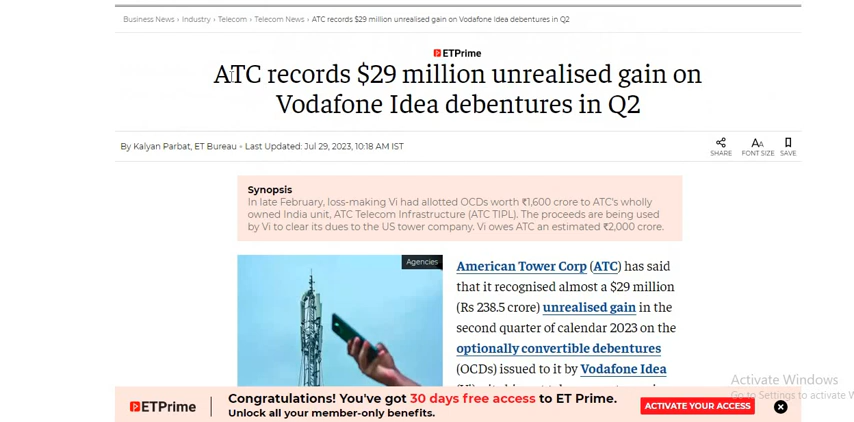 Business News › Industry › Telecom › Telecom News › ATC records $29 million unrealised gain on Vodafone Idea debentures in Q2
ETPrime
ATC records $29 million unrealised gain on
Vodafone Idea debentures in Q2
By Kalyan Parbat, ET Bureau • Last Updated: Jul 29, 2023, 10:18 AM IST
SHARE FONT SIZE SAVE
Synopsis
In late February, loss-making Vi had allotted OCDs worth ₹1,600 crore to ATC's wholly
owned India unit, ATC Telecom Infrastructure (ATC TIPL). The proceeds are being used
by Vi to clear its dues to the US tower company. Vi owes ATC an estimated ₹2,000 crore.
Agencies
American Tower Corp (ATC) has said
that it recognised almost a $29 million
(Rs 238.5 crore) unrealised gain in the
second quarter of calendar 2023 on the
optionally convertible debentures
(OCDs) issued to it by Vodafone Idea
Activate Windows
Go to Settings to activate W
ETPrime
Congratulations! You've got 30 days free access to ET Prime.
Unlock all your member-only benefits.
ACTIVATE YOUR ACCESS